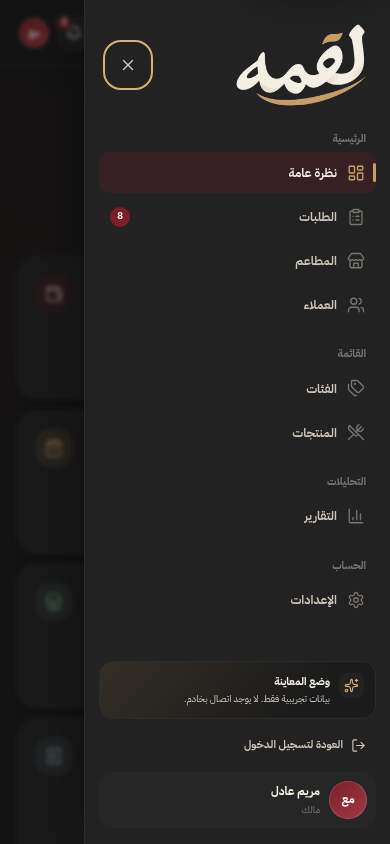 لقمه
الرئيسية
نظرة عامة
الطلبات 8
المطاعم
العملاء
القائمة
الفئات
المنتجات
التحليلات
التقارير
الحساب
الإعدادات
وضع المعاينة
بيانات تجريبية فقط. لا يوجد اتصال بخادم.
العودة لتسجيل الدخول
مع
مريم عادل
مالك